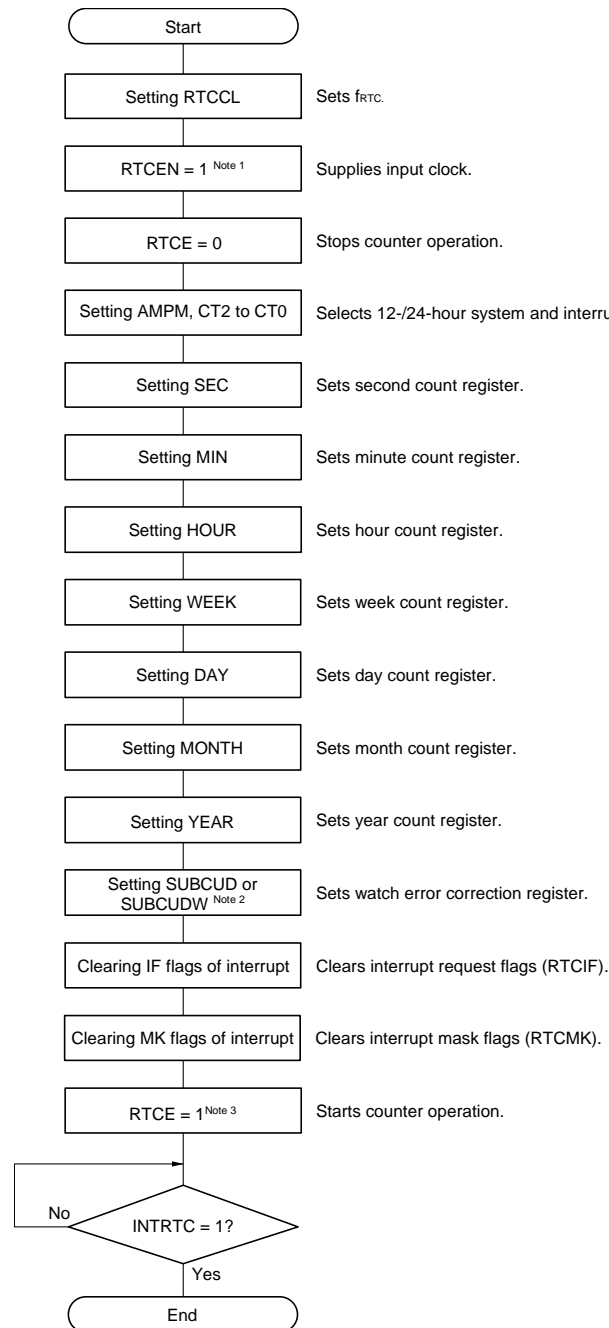 Start
Setting RTCCL
Sets fRTC.
RTCEN = 1 Note 1
Supplies input clock.
RTCE = 0
Stops counter operation.
Setting AMPM, CT2 to CT0
Selects 12-/24-hour system and
Setting SEC
Sets second count register.
Setting MIN
Sets minute count register.
Setting HOUR
Sets hour count register.
Setting WEEK
Sets week count register.
Setting DAY
Sets day count register.
Setting MONTH
Sets month count register.
Setting YEAR
Sets year count register.
Setting SUBCUD or
SUBCUDW Note 2
Sets watch error correction register.
Clearing IF flags of interrupt
Clears interrupt request flags (RTCIF).
Clearing MK flags of interrupt
Clears interrupt mask flags (RTCMK).
RTCE = 1Note 3
Starts counter operation.
No
INTRTC = 1?
Yes
End